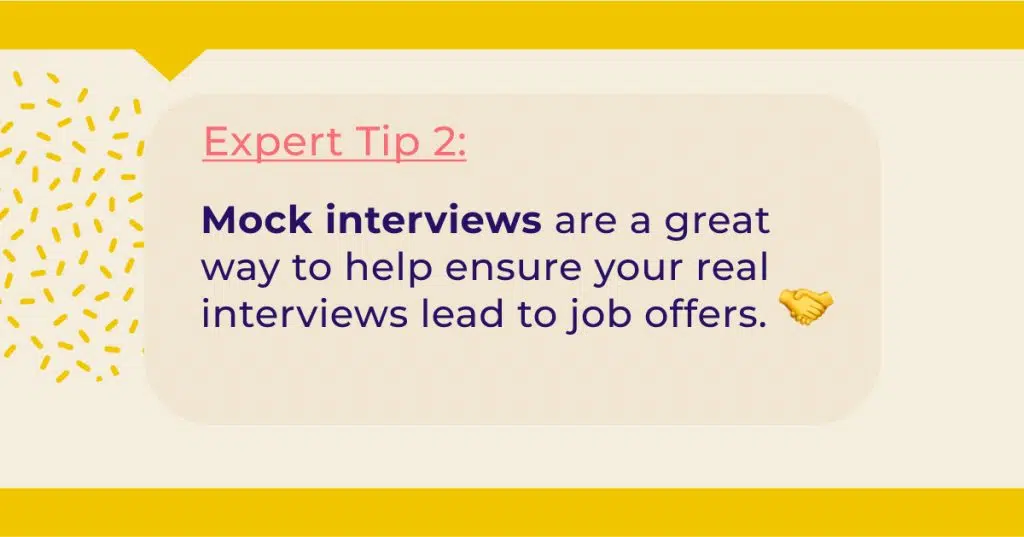 Expert Tip 2:
Mock interviews are a great
way to help ensure your real
interviews lead to job offers. 🤝